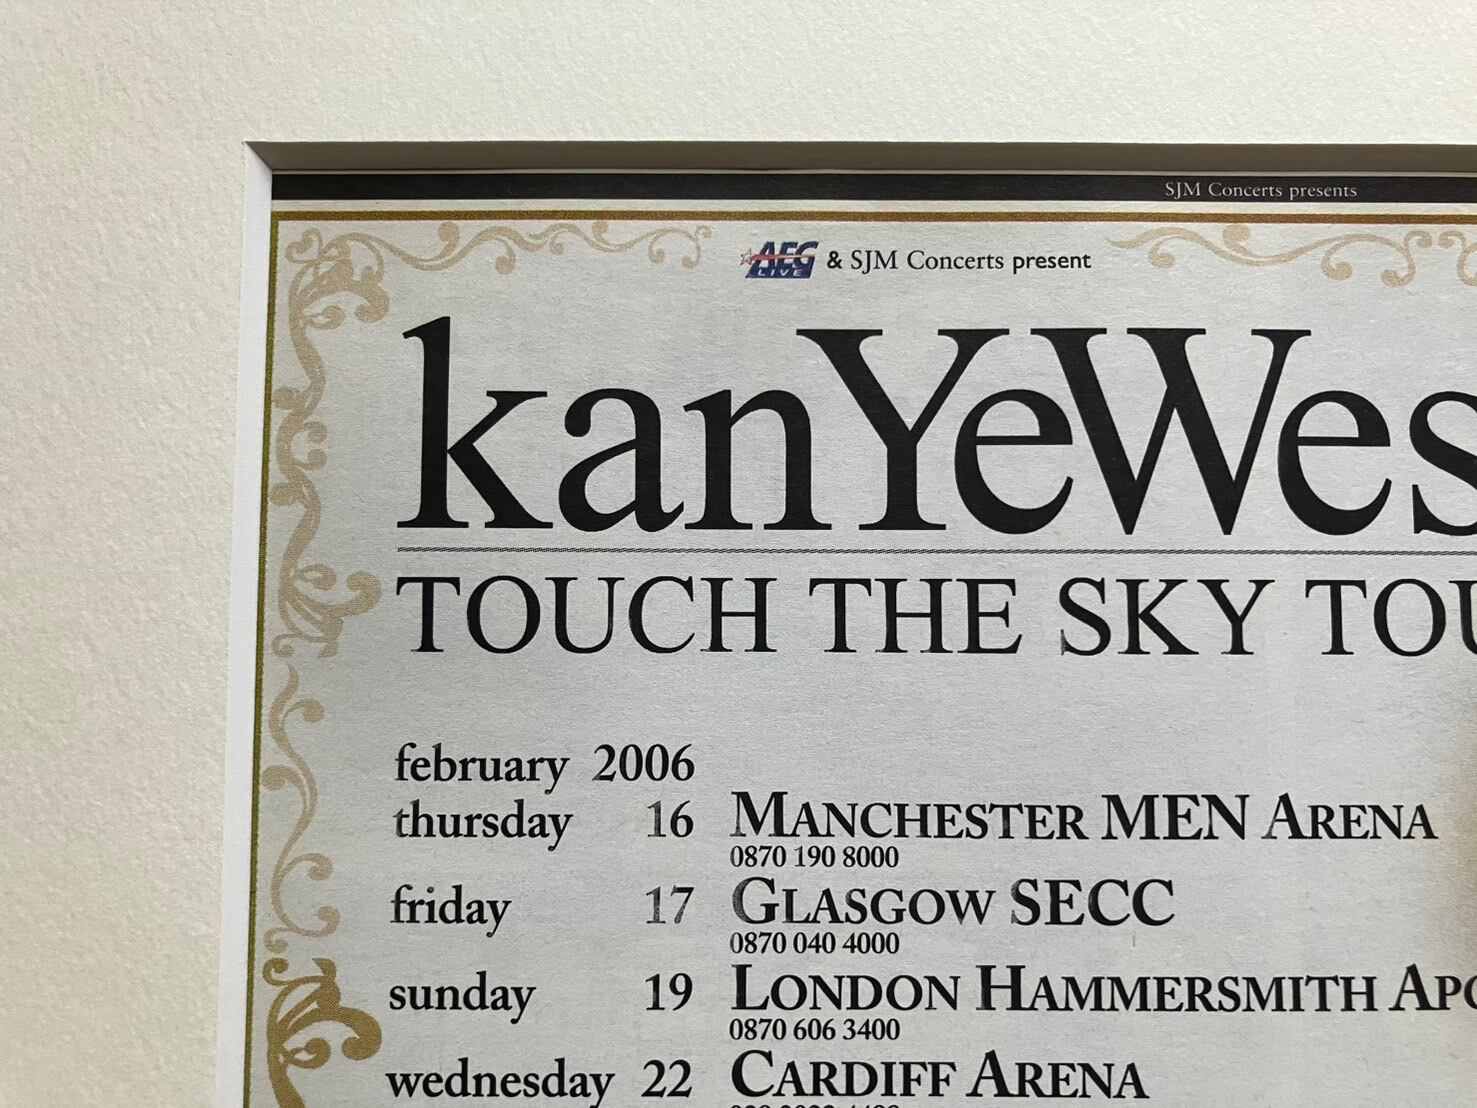 SJM Concerts presents
AEG LIVE & SJM Concerts present
kanYeWes
TOUCH THE SKY TOU
february 2006
thursday 16 MANCHESTER MEN ARENA
0870 190 8000
friday 17 GLASGOW SECC
0870 040 4000
sunday 19 LONDON HAMMERSMITH APO
0870 606 3400
wednesday 22 CARDIFF ARENA